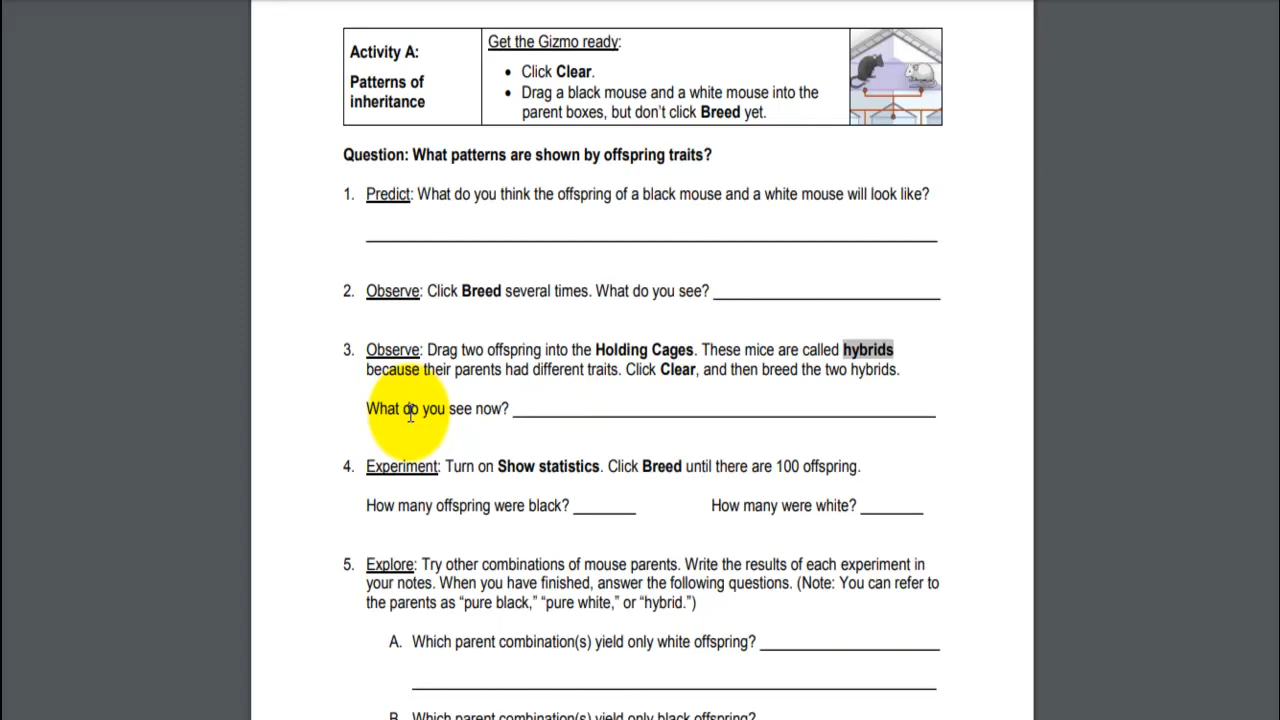 Activity A:
Patterns of
inheritance
Get the Gizmo ready:
• Click Clear.
• Drag a black mouse and a white mouse into the
parent boxes, but don't click Breed yet.
Question: What patterns are shown by offspring traits?
1. Predict: What do you think the offspring of a black mouse and a white mouse will look like?
2. Observe: Click Breed several times. What do you see?
3. Observe: Drag two offspring into the Holding Cages. These mice are called hybrids
because their parents had different traits. Click Clear, and then breed the two hybrids.
What do you see now?
4. Experiment: Turn on Show statistics. Click Breed until there are 100 offspring.
How many offspring were black? How many were white?
5. Explore: Try other combinations of mouse parents. Write the results of each experiment in
your notes. When you have finished, answer the following questions. (Note: You can refer to
the parents as “pure black,” “pure white,” or “hybrid.”)
A. Which parent combination(s) yield only white offspring?
B. Which parent combination(s) yield only black offspring?